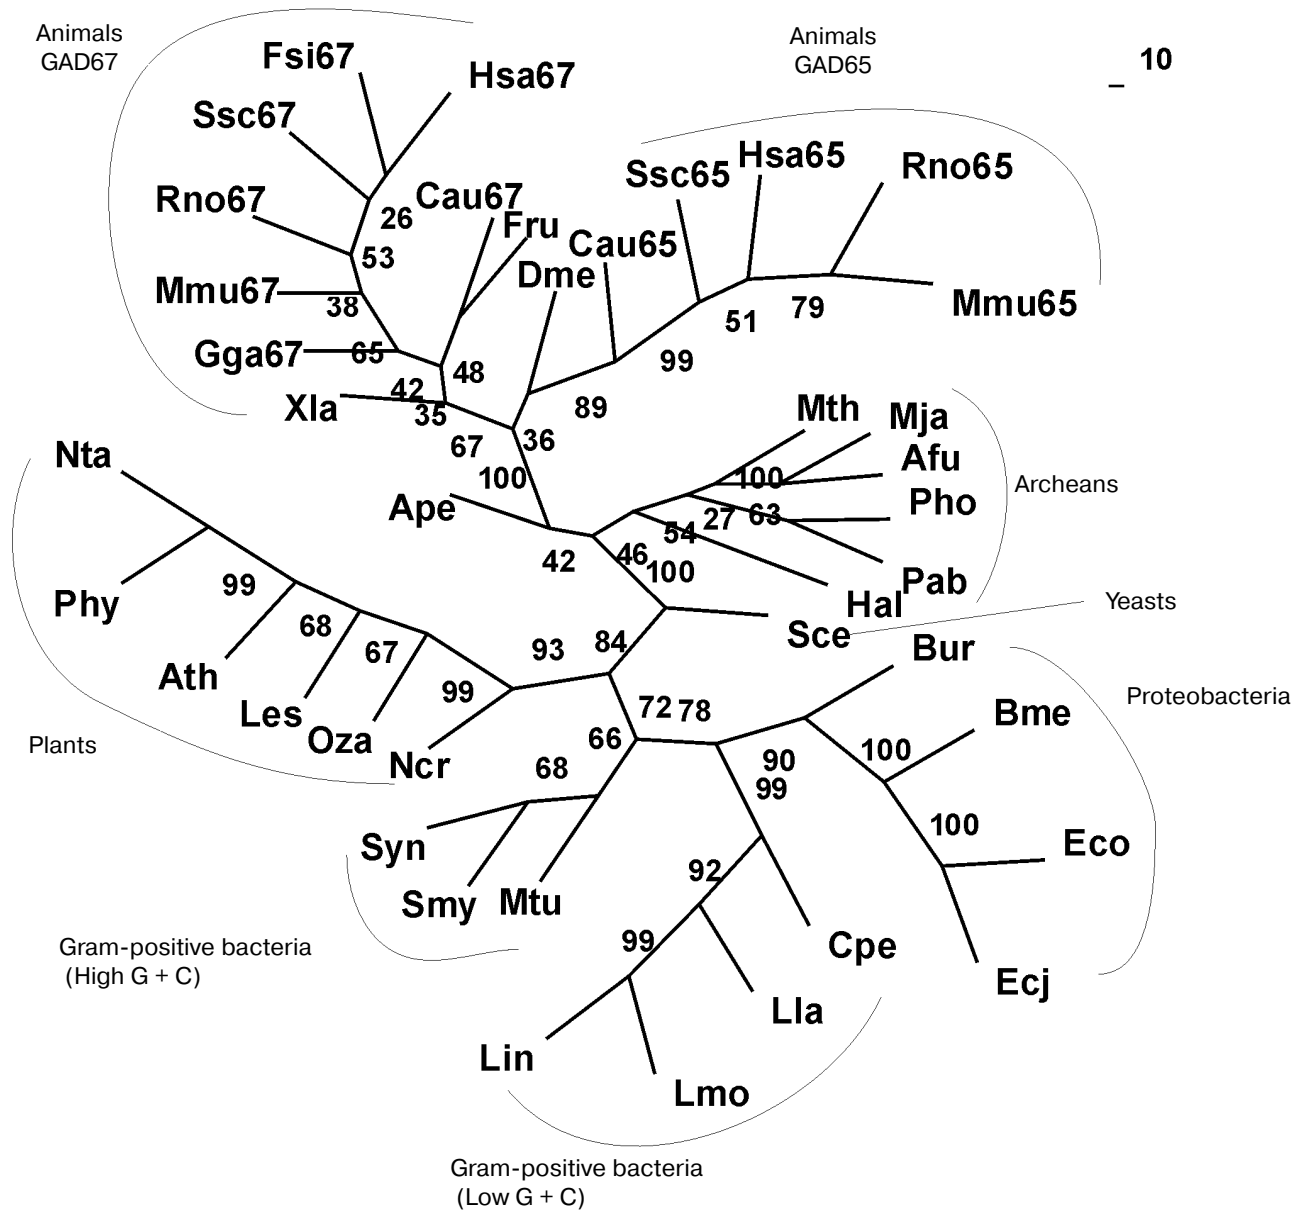 Animals
GAD67
Animals
GAD65
10
Fsi67
Hsa67
Ssc67
Rno67
26
53
Mmu67
38
Gga67
65
Cau67
Fru
Dme
Cau65
Ssc65
Hsa65
Rno65
Mmu65
51
79
99
89
48
42
35
Xla
67
36
100
Ape
42
Mth
Mja
Afu
Pho
Pab
Hal
100
27
63
54
46
100
Archeans
Yeasts
Sce
Nta
Phy
99
Ath
68
Les
67
Oza
99
Ncr
93
84
Plants
72
78
66
68
Syn
Smy
Mtu
Gram-positive bacteria
(High G + C)
Bur
Bme
Eco
Ecj
90
99
100
100
Proteobacteria
92
99
Cpe
Lla
Lin
Lmo
Gram-positive bacteria
(Low G + C)